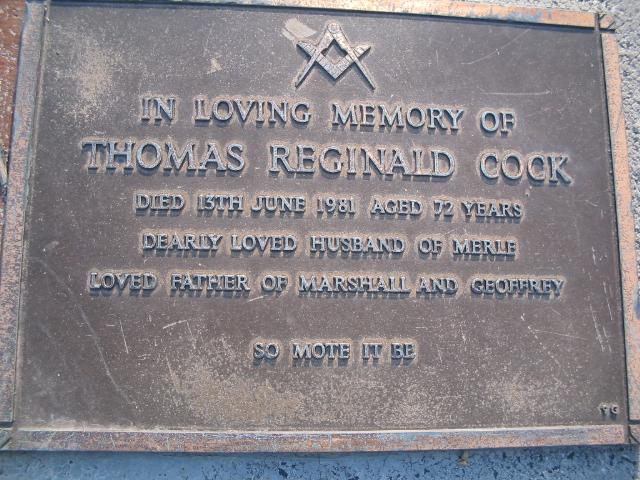 IN LOVING MEMORY OF
THOMAS REGINALD COCK
DIED 13TH JUNE 1981 AGED 72 YEARS
DEARLY LOVED HUSBAND OF MERLE
LOVED FATHER OF MARSHALL AND GEOFFREY
SO MOTE IT BE